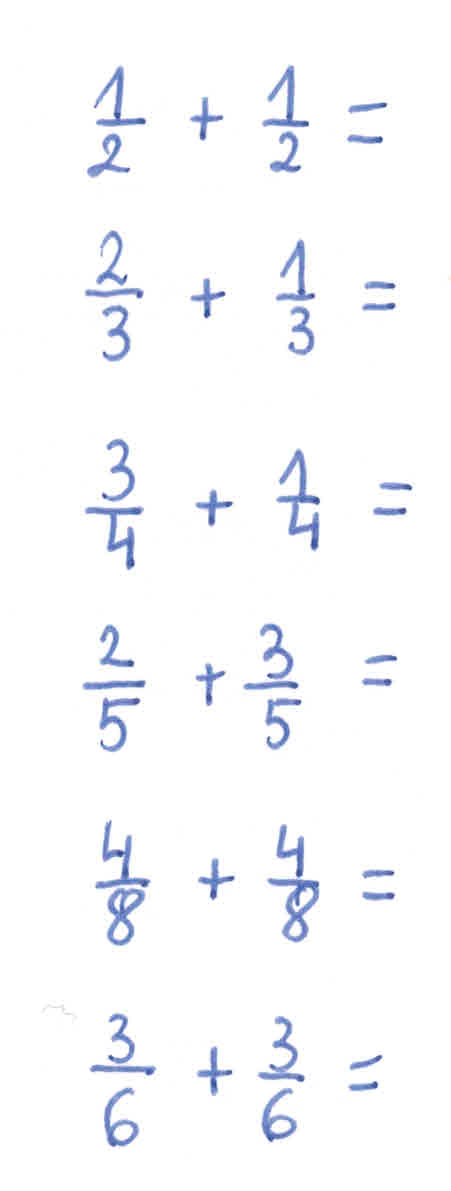 1/2 + 1/2 =
2/3 + 1/3 =
3/4 + 1/4 =
2/5 + 3/5 =
4/8 + 4/8 =
3/6 + 3/6 =